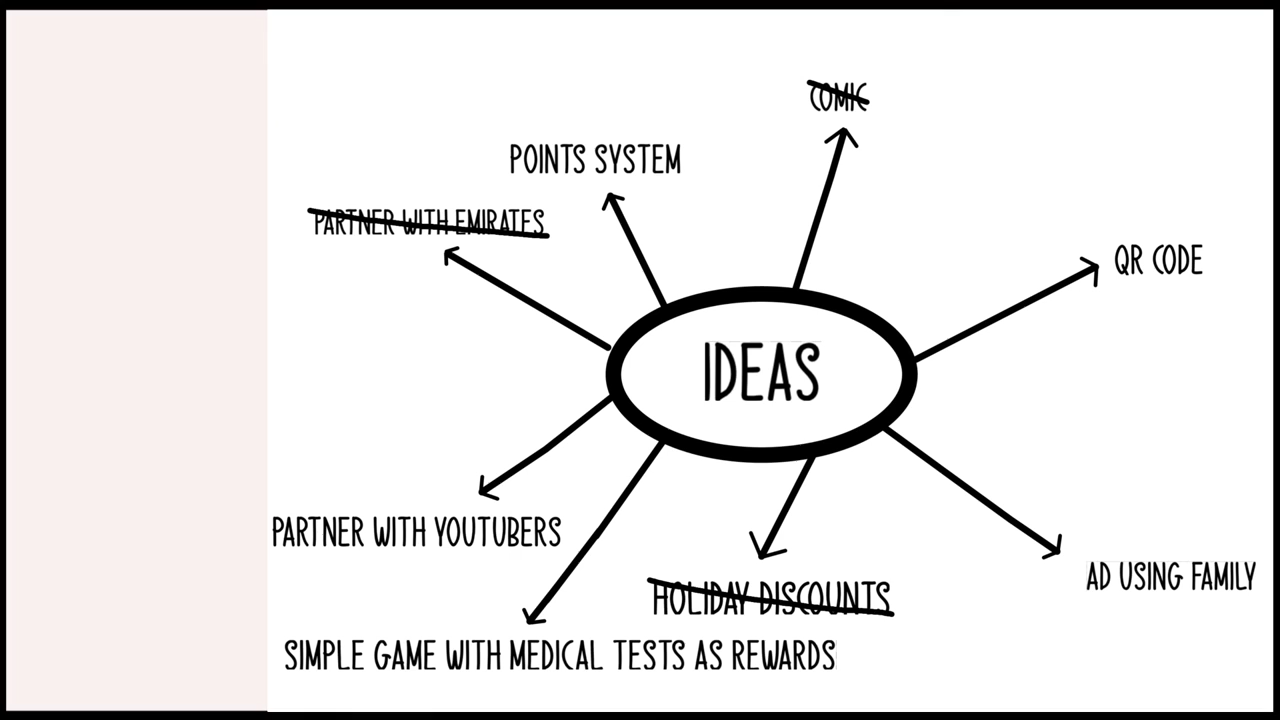 COMIC
POINTS SYSTEM
PARTNER WITH EMIRATES
QR CODE
IDEAS
PARTNER WITH YOUTUBERS
AD USING FAMILY
HOLIDAY DISCOUNTS
SIMPLE GAME WITH MEDICAL TESTS AS REWARDS